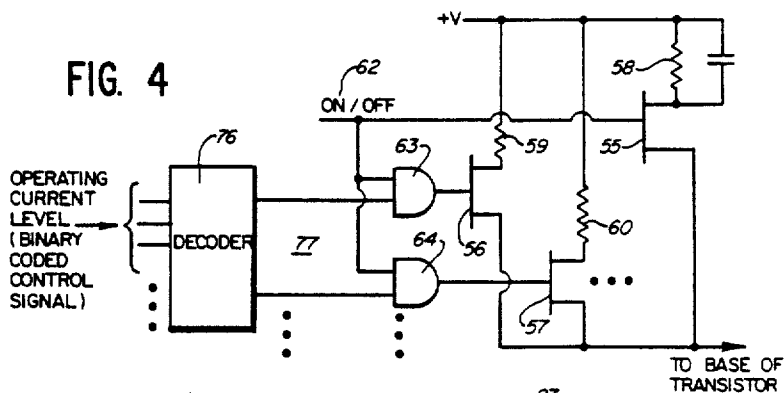 FIG. 4
+V
62
ON / OFF
58
63
59
55
76
OPERATING
CURRENT
LEVEL
(BINARY
CODED
CONTROL
SIGNAL)
DECODER
77
56
60
64
57
TO BASE OF
TRANSISTOR